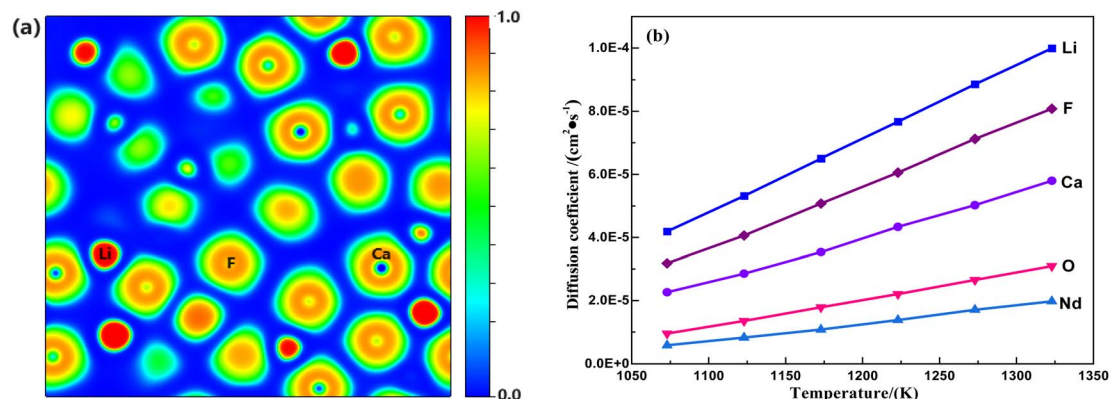 (a)
1.0
0.0
Li
F
Ca
(b)
Diffusion coefficient /(cm²●s⁻¹)
1.0E-4
8.0E-5
6.0E-5
4.0E-5
2.0E-5
0.0E+0
Li
F
Ca
O
Nd
1050 1100 1150 1200 1250 1300 1350
Temperature/(K)